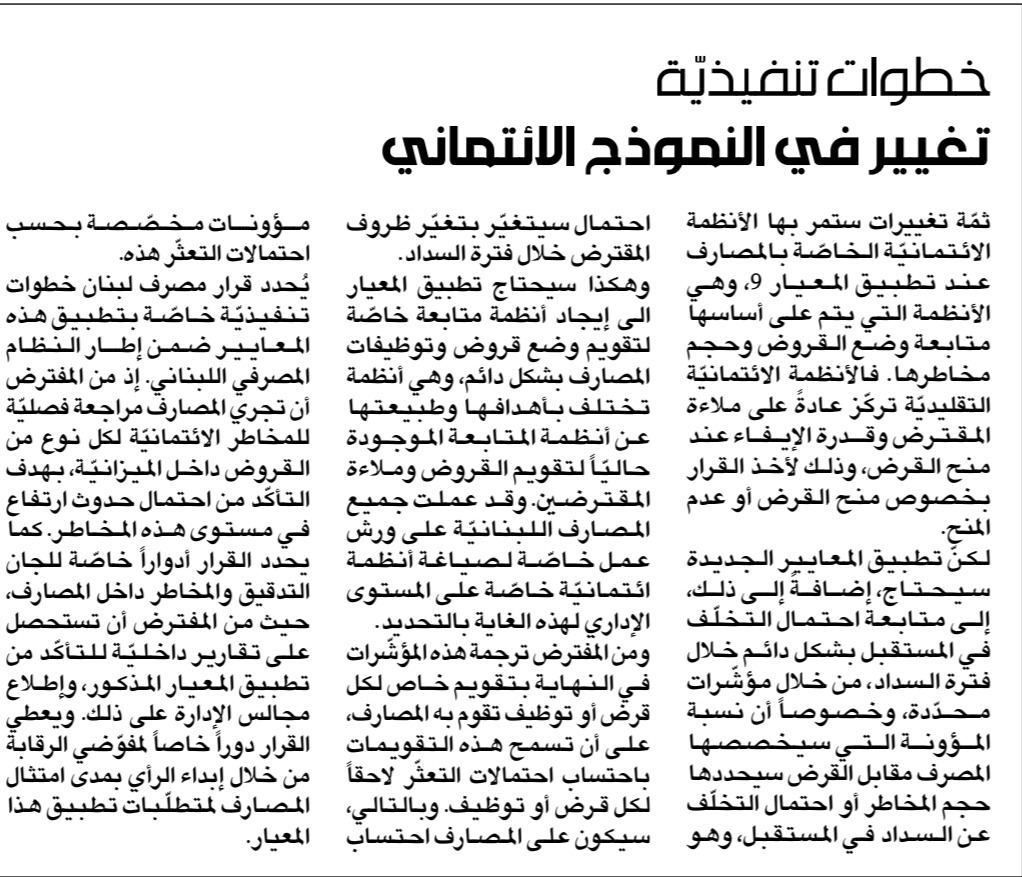 خطوات تنفيذيّة
تغيير في النموذج الائتماني
ثمّة تغييرات ستمر بها الأنظمة
الائتمانيّة الخاصّة بالمصارف
عند تطبيق المعيار 9، وهي
الأنظمة التي يتم على أساسها
متابعة وضع القروض وحجم
مخاطرها. فالأنظمة الائتمانيّة
التقليديّة تركّز عادةً على ملاءة
المقترض وقدرة الإيفاء عند
منح القرض، وذلك لأخذ القرار
بخصوص منح القرض أو عدم
المنح.
لكنّ تطبيق المعايير الجديدة
سيحتاج، إضافةً إلى ذلك،
إلى متابعة احتمال التخلّف
في المستقبل بشكل دائم خلال
فترة السداد، من خلال مؤشّرات
محدّدة، وخصوصاً أن نسبة
المؤونة التي سيخصصها
المصرف مقابل القرض سيحددها
حجم المخاطر أو احتمال التخلّف
عن السداد في المستقبل، وهو
احتمال سيتغيّر بتغيّر ظروف
المقترض خلال فترة السداد.
وهكذا سيحتاج تطبيق المعيار
الى إيجاد أنظمة متابعة خاصّة
لتقويم وضع قروض وتوظيفات
المصارف بشكل دائم، وهي أنظمة
تختلف بأهدافها وطبيعتها
عن أنظمة المتابعة الموجودة
حاليّاً لتقويم القروض وملاءة
المقترضين. وقد عملت جميع
المصارف اللبنانيّة على ورش
عمل خاصّة لصياغة أنظمة
ائتمانيّة خاصّة على المستوى
الإداري لهذه الغاية بالتحديد.
ومن المفترض ترجمة هذه المؤشّرات
في النهاية بتقويم خاص لكل
قرض أو توظيف تقوم به المصارف،
على أن تسمح هذه التقويمات
باحتساب احتمالات التعثّر لاحقاً
لكل قرض أو توظيف. وبالتالي،
سيكون على المصارف احتساب
مؤونات مخصّصة بحسب
احتمالات التعثّر هذه.
يُحدد قرار مصرف لبنان خطوات
تنفيذيّة خاصّة بتطبيق هذه
المعايير ضمن إطار النظام
المصرفي اللبناني. إذ من المفترض
أن تجري المصارف مراجعة فصليّة
للمخاطر الائتمانيّة لكل نوع من
القروض داخل الميزانيّة، بهدف
التأكّد من احتمال حدوث ارتفاع
في مستوى هذه المخاطر. كما
يحدد القرار أدواراً خاصّة للجان
التدقيق والمخاطر داخل المصارف،
حيث من المفترض أن تستحصل
على تقارير داخليّة للتأكّد من
تطبيق المعيار المذكور، وإطلاع
مجالس الإدارة على ذلك. ويعطي
القرار دوراً خاصاً لمفوّضي الرقابة
من خلال إبداء الرأي بمدى امتثال
المصارف لمتطلّبات تطبيق هذا
المعيار.